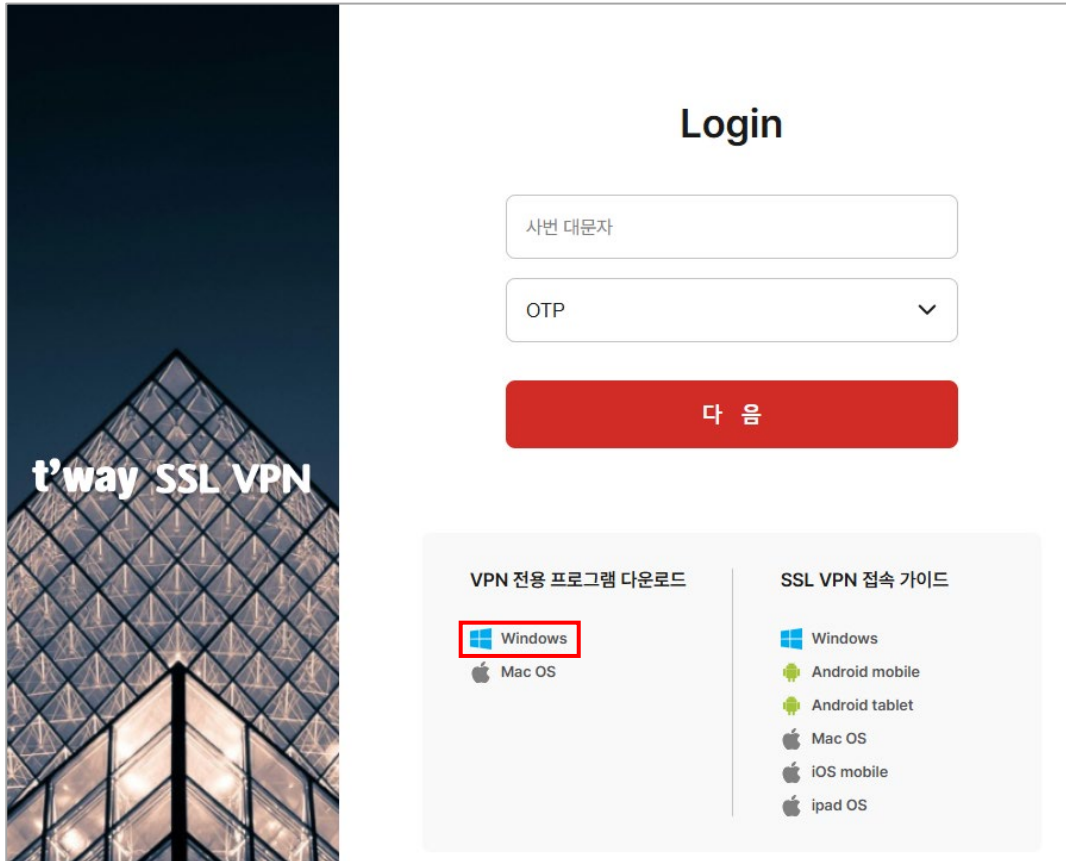 t'way SSL VPN
Login
사번 대문자
OTP
다 음
VPN 전용 프로그램 다운로드
Windows
Mac OS
SSL VPN 접속 가이드
Windows
Android mobile
Android tablet
Mac OS
iOS mobile
ipad OS